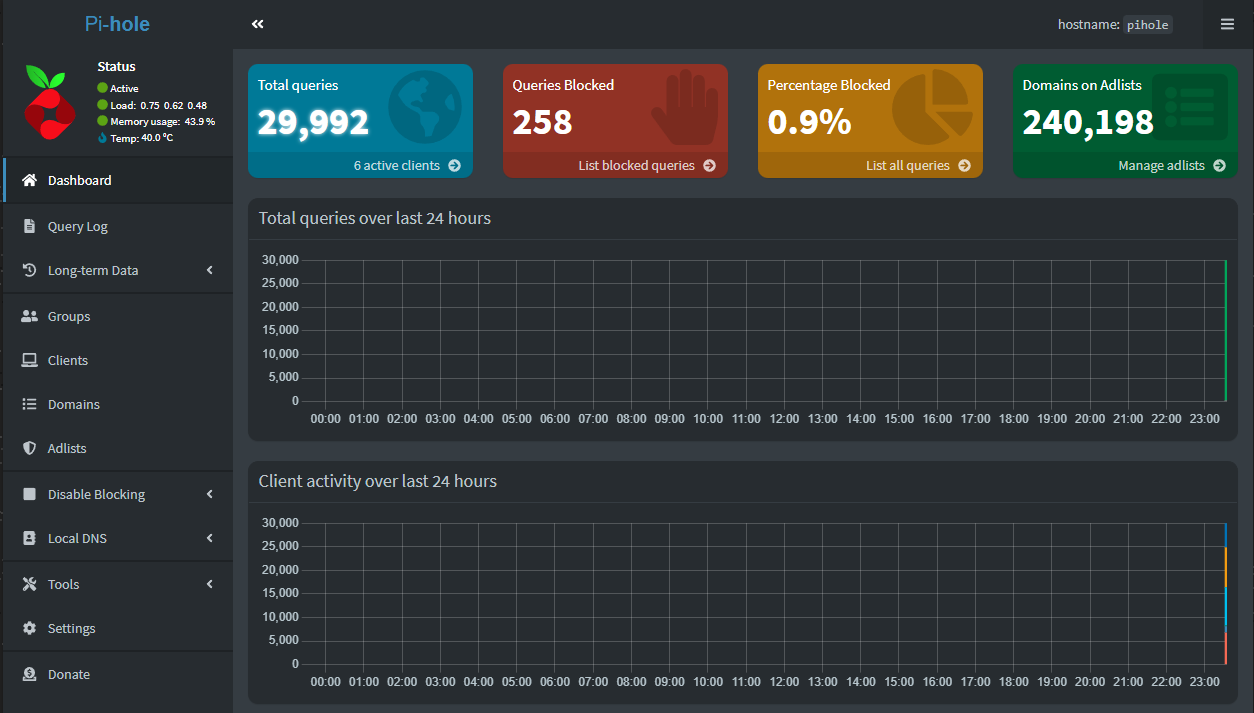 Pi-hole
hostname: pihole
Status
Active
Load: 0.75 0.62 0.48
Memory usage: 43.9 %
Temp: 40.0 °C
Dashboard
Query Log
Long-term Data
Groups
Clients
Domains
Adlists
Disable Blocking
Local DNS
Tools
Settings
Donate
Total queries
29,992
6 active clients
Queries Blocked
258
List blocked queries
Percentage Blocked
0.9%
List all queries
Domains on Adlists
240,198
Manage adlists
Total queries over last 24 hours
30,000
25,000
20,000
15,000
10,000
5,000
0
00:00 01:00 02:00 03:00 04:00 05:00 06:00 07:00 08:00 09:00 10:00 11:00 12:00 13:00 14:00 15:00 16:00 17:00 18:00 19:00 20:00 21:00 22:00 23:00
Client activity over last 24 hours
30,000
25,000
20,000
15,000
10,000
5,000
0
00:00 01:00 02:00 03:00 04:00 05:00 06:00 07:00 08:00 09:00 10:00 11:00 12:00 13:00 14:00 15:00 16:00 17:00 18:00 19:00 20:00 21:00 22:00 23:00